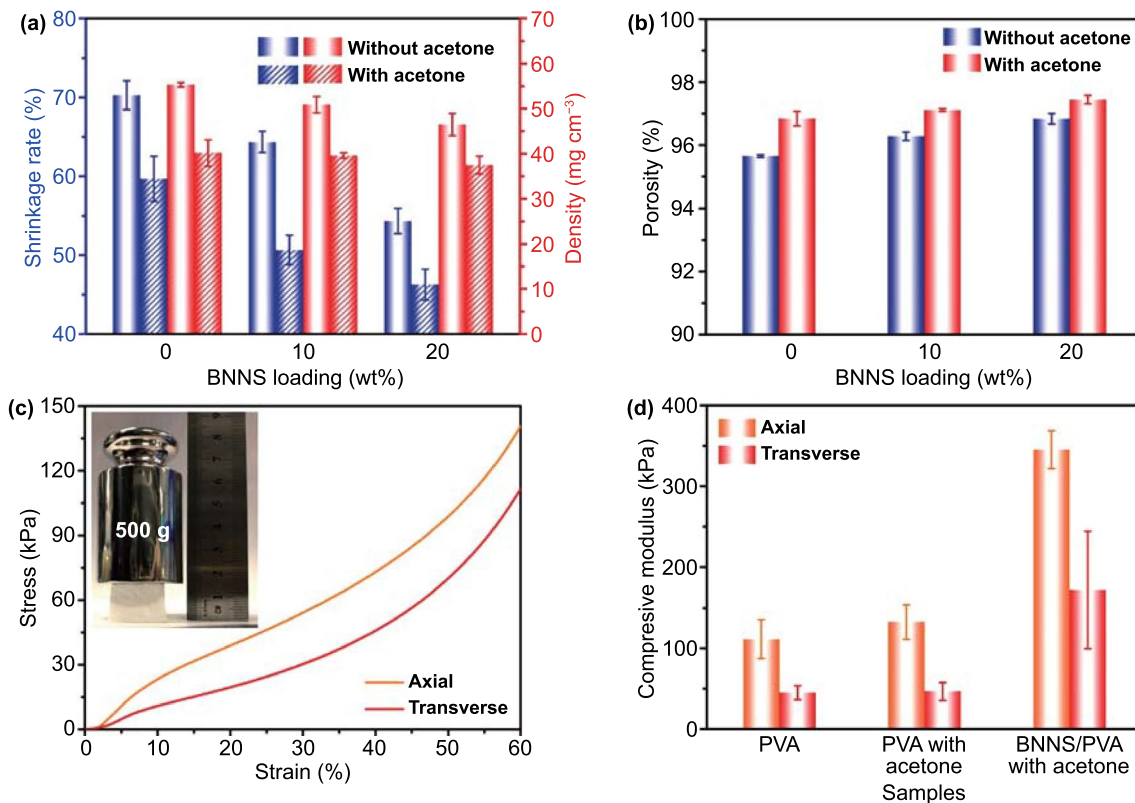 (a)
80
70
60
50
40
Shrinkage rate (%)
Without acetone
With acetone
70
60
50
40
30
20
10
0
Density (mg cm⁻³)
0 10 20
BNNS loading (wt%)
(b)
100
98
96
94
92
90
Porosity (%)
Without acetone
With acetone
0 10 20
BNNS loading (wt%)
(c)
150
120
90
60
30
0
Stress (kPa)
500 g
Axial
Transverse
0 10 20 30 40 50 60
Strain (%)
(d)
400
300
200
100
0
Compresive modulus (kPa)
Axial
Transverse
PVA
PVA with
acetone
BNNS/PVA
with acetone
Samples